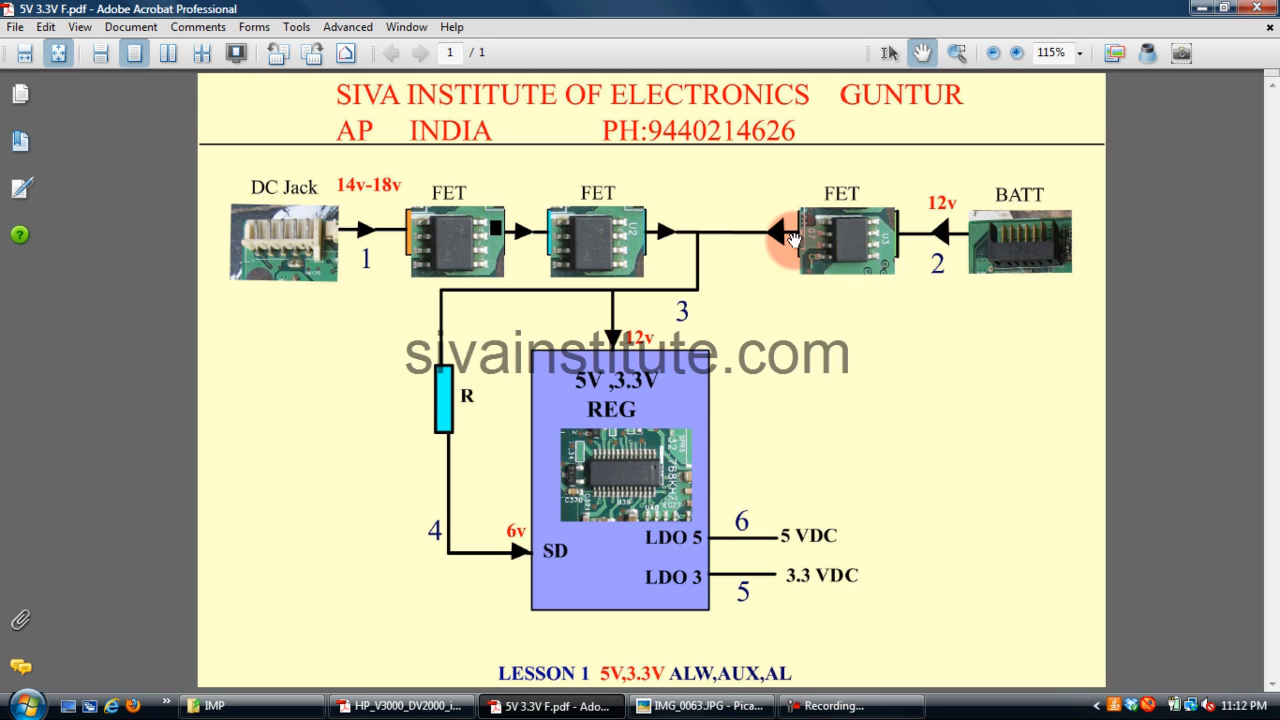 5V 3.3V F.pdf - Adobe Acrobat Professional
File Edit View Document Comments Forms Tools Advanced Window Help
1 / 1
115%
SIVA INSTITUTE OF ELECTRONICS GUNTUR
AP INDIA PH:9440214626
DC Jack 14v-18v FET FET FET 12v BATT
U2
U3
1
2
3
12v
sivainstitute.com
5V ,3.3V
REG
R
C370
U39
4
6v
SD
LDO 5
6
5 VDC
LDO 3
5
3.3 VDC
LESSON 1 5V,3.3V ALW,AUX,AL
IMP
HP_V3000_DV2000_i...
5V 3.3V F.pdf - Ado...
IMG_0063.JPG - Pica...
Recording...
11:12 PM